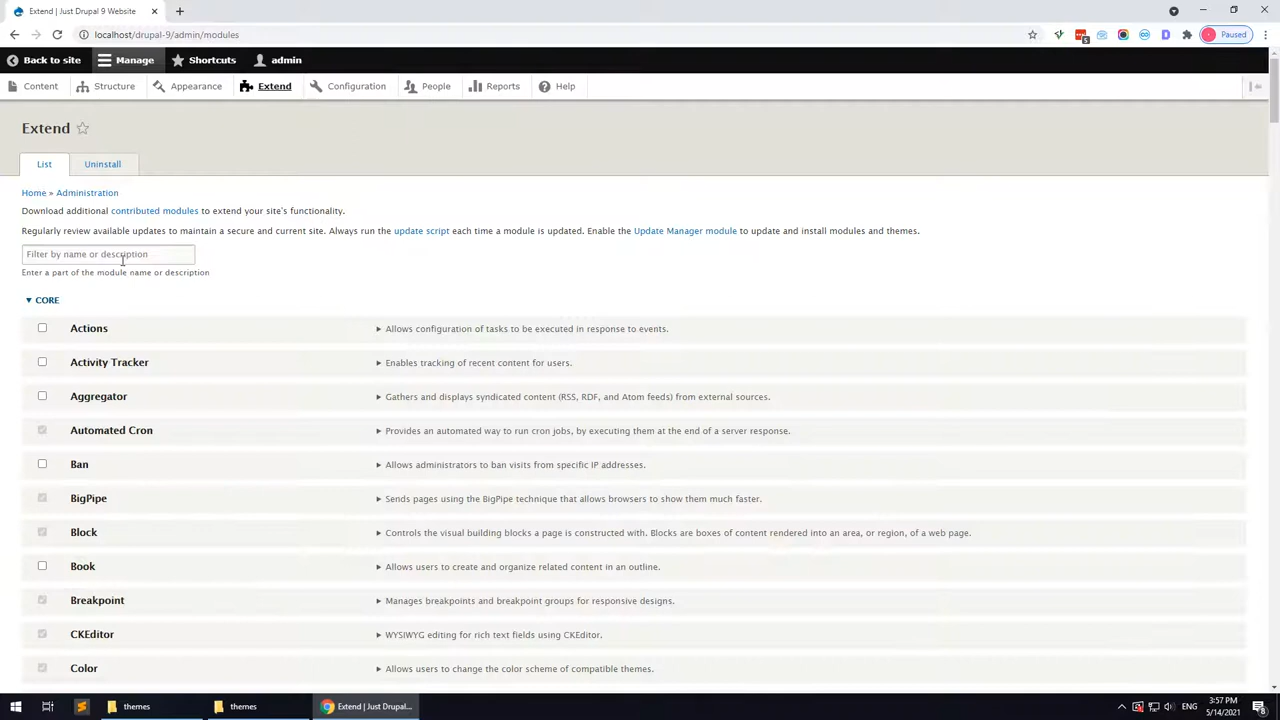 Extend | Just Drupal 9 Website
localhost/drupal-9/admin/modules
5
Paused
Back to site
Manage
Shortcuts
admin
Content
Structure
Appearance
Extend
Configuration
People
Reports
Help
Extend
List
Uninstall
Home » Administration
Download additional contributed modules to extend your site's functionality.
Regularly review available updates to maintain a secure and current site. Always run the update script each time a module is updated. Enable the Update Manager module to update and install modules and themes.
Filter by name or description
Enter a part of the module name or description
▼ CORE
Actions
► Allows configuration of tasks to be executed in response to events.
Activity Tracker
► Enables tracking of recent content for users.
Aggregator
► Gathers and displays syndicated content (RSS, RDF, and Atom feeds) from external sources.
Automated Cron
► Provides an automated way to run cron jobs, by executing them at the end of a server response.
Ban
► Allows administrators to ban visits from specific IP addresses.
BigPipe
► Sends pages using the BigPipe technique that allows browsers to show them much faster.
Block
► Controls the visual building blocks a page is constructed with. Blocks are boxes of content rendered into an area, or region, of a web page.
Book
► Allows users to create and organize related content in an outline.
Breakpoint
► Manages breakpoints and breakpoint groups for responsive designs.
CKEditor
► WYSIWYG editing for rich text fields using CKEditor.
Color
► Allows users to change the color scheme of compatible themes.
themes
themes
Extend | Just Drupal...
ENG
3:57 PM
5/14/2021
8